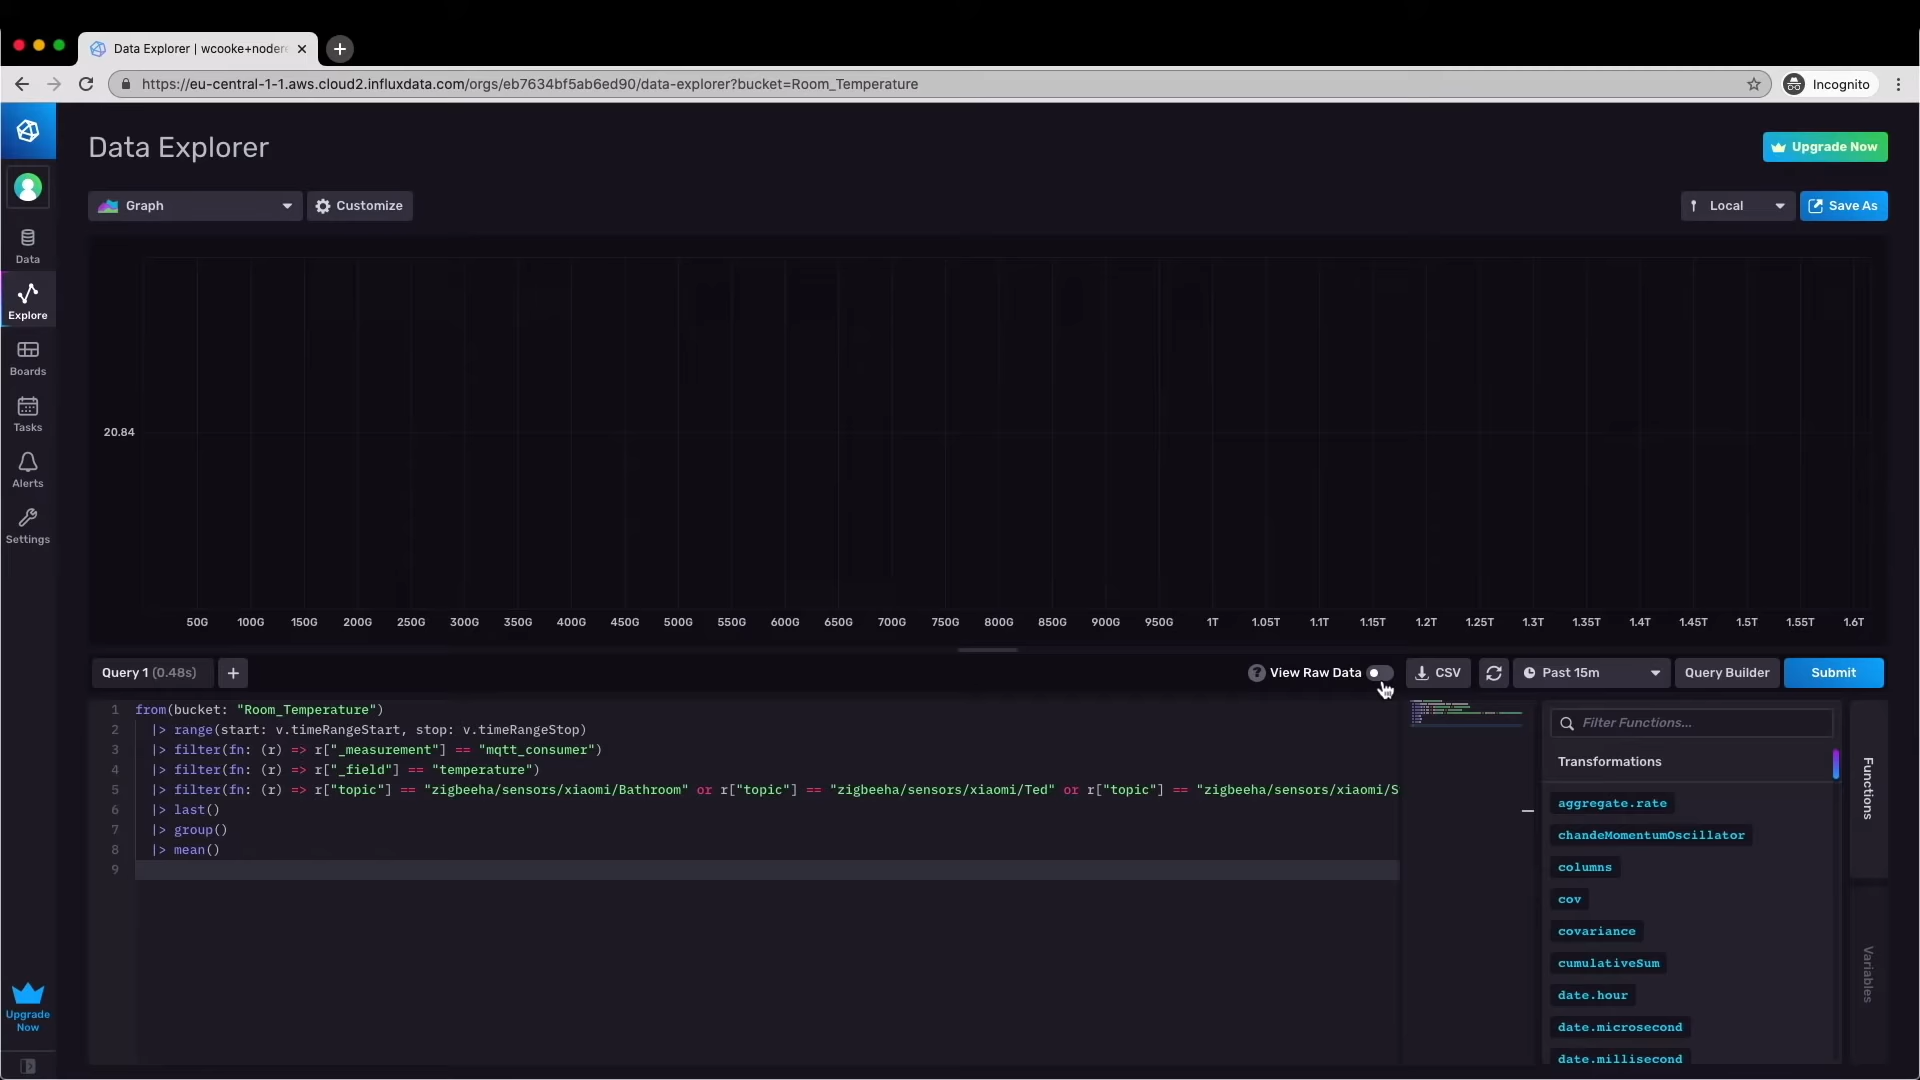 Data Explorer | wcooke+nodere
https://eu-central-1-1.aws.cloud2.influxdata.com/orgs/eb7634bf5ab6ed90/data-explorer?bucket=Room_Temperature
Incognito
Data Explorer
Upgrade Now
Graph
Customize
Local
Save As
Data
Explore
Boards
Tasks
Alerts
Settings
Upgrade
Now
20.84
50G 100G 150G 200G 250G 300G 350G 400G 450G 500G 550G 600G 650G 700G 750G 800G 850G 900G 950G 1T 1.05T 1.1T 1.15T 1.2T 1.25T 1.3T 1.35T 1.4T 1.45T 1.5T 1.55T 1.6T
Query 1 (0.48s)
+
? View Raw Data
CSV
Past 15m
Query Builder
Submit
1 from(bucket: "Room_Temperature")
2 |> range(start: v.timeRangeStart, stop: v.timeRangeStop)
3 |> filter(fn: (r) => r["_measurement"] == "mqtt_consumer")
4 |> filter(fn: (r) => r["_field"] == "temperature")
5 |> filter(fn: (r) => r["topic"] == "zigbeeha/sensors/xiaomi/Bathroom" or r["topic"] == "zigbeeha/sensors/xiaomi/Ted" or r["topic"] == "zigbeeha/sensors/xiaomi/S
6 |> last()
7 |> group()
8 |> mean()
9
Filter Functions...
Transformations
aggregate.rate
chandeMomentumOscillator
columns
cov
covariance
cumulativeSum
date.hour
date.microsecond
date.millisecond
Functions
Variables